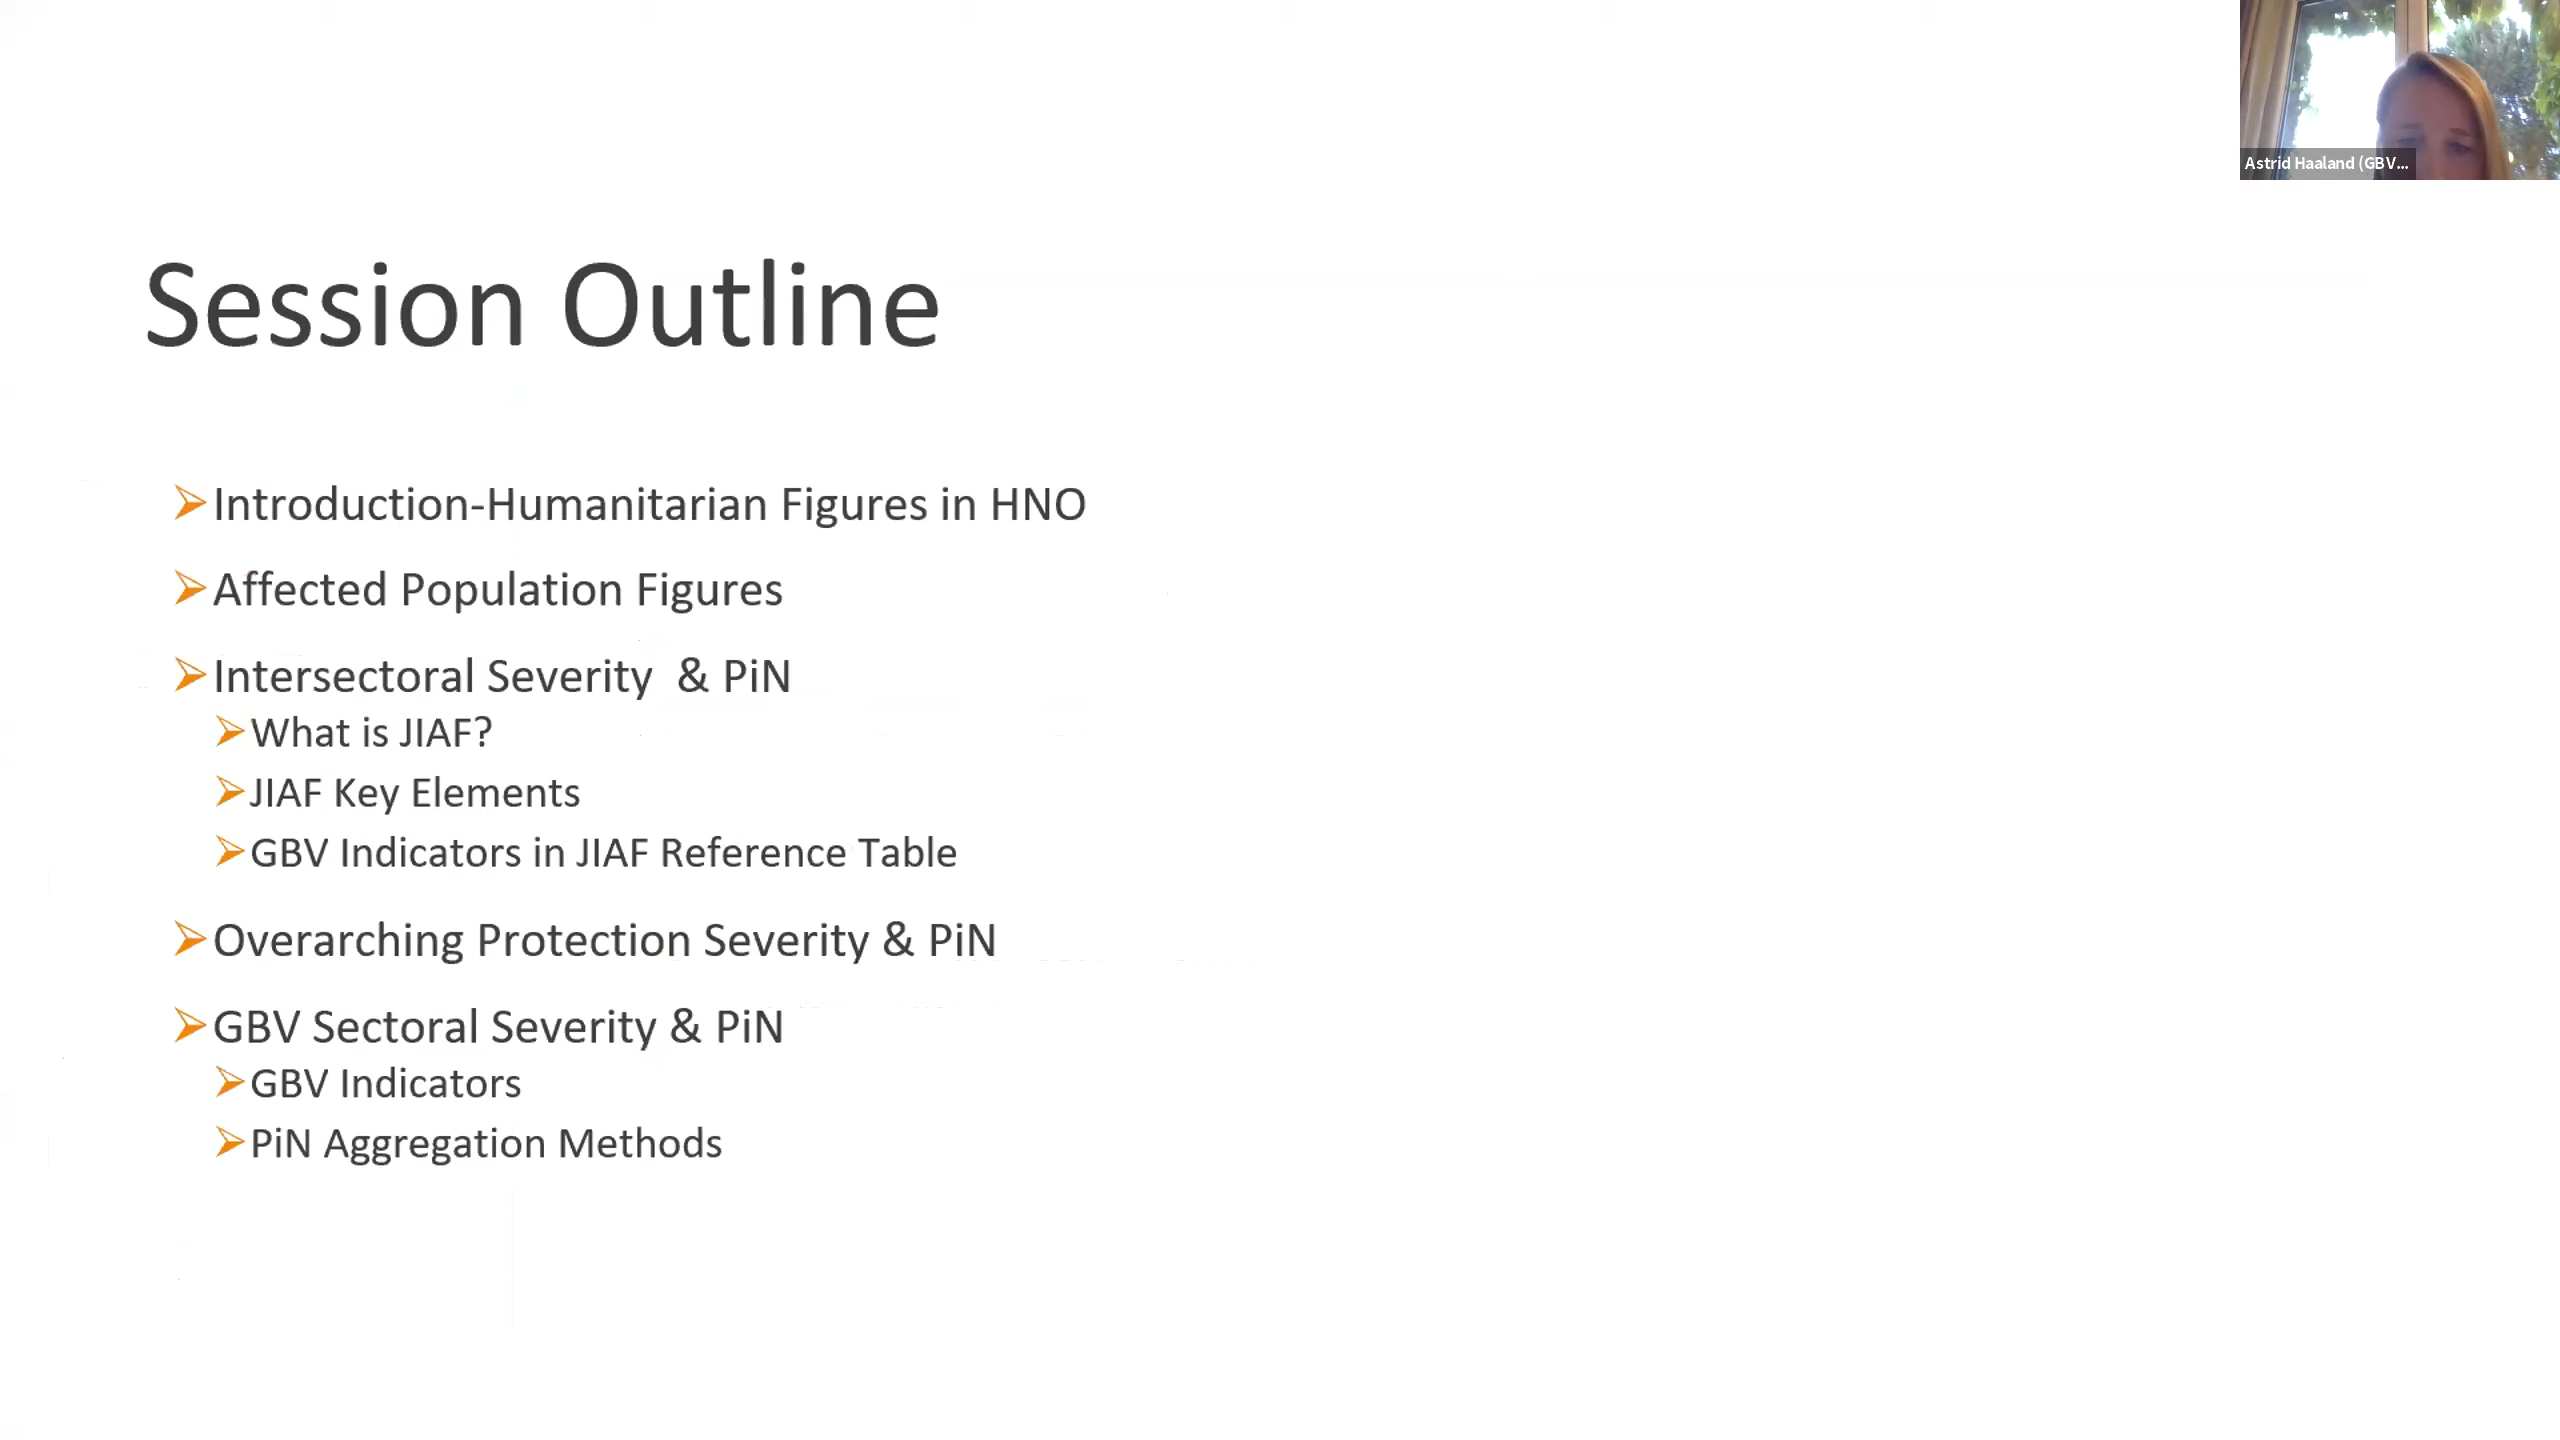 Astrid Haaland (GBV...
Session Outline
Introduction-Humanitarian Figures in HNO
Affected Population Figures
Intersectoral Severity & PiN
What is JIAF?
JIAF Key Elements
GBV Indicators in JIAF Reference Table
Overarching Protection Severity & PiN
GBV Sectoral Severity & PiN
GBV Indicators
PiN Aggregation Methods